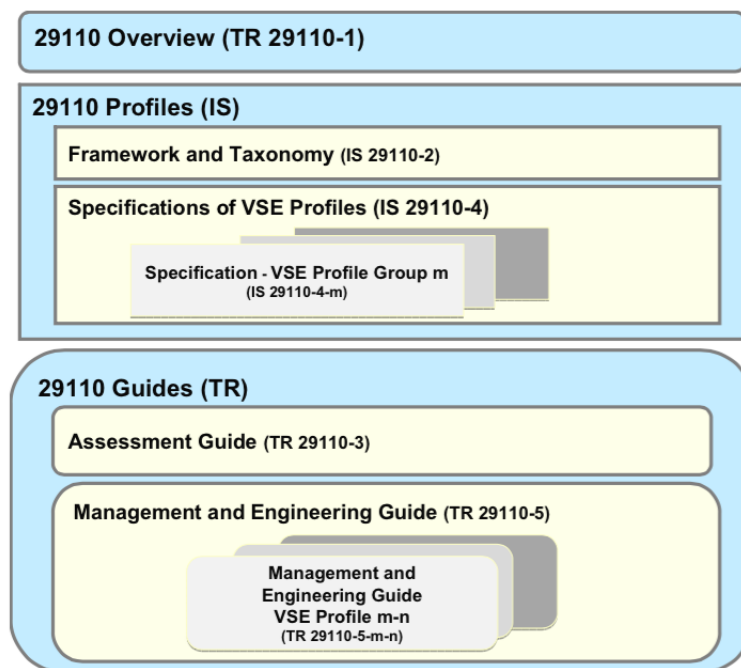 29110 Overview (TR 29110-1)
29110 Profiles (IS)
Framework and Taxonomy (IS 29110-2)
Specifications of VSE Profiles (IS 29110-4)
Specification - VSE Profile Group m
(IS 29110-4-m)
29110 Guides (TR)
Assessment Guide (TR 29110-3)
Management and Engineering Guide (TR 29110-5)
Management and
Engineering Guide
VSE Profile m-n
(TR 29110-5-m-n)